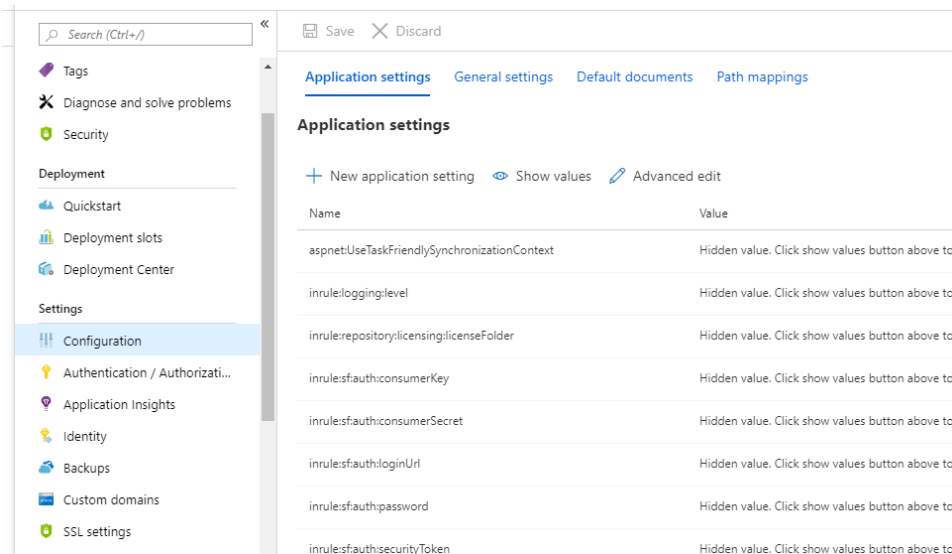 Search (Ctrl+/)
«
Tags
Diagnose and solve problems
Security
Deployment
Quickstart
Deployment slots
Deployment Center
Settings
Configuration
Authentication / Authorizati...
Application Insights
Identity
Backups
Custom domains
SSL settings
Save Discard
Application settings General settings Default documents Path mappings
Application settings
New application setting Show values Advanced edit
Name Value
aspnet:UseTaskFriendlySynchronizationContext Hidden value. Click show values button above to
inrule:logging:level Hidden value. Click show values button above to
inrule:repository:licensing:licenseFolder Hidden value. Click show values button above to
inrule:sf:auth:consumerKey Hidden value. Click show values button above to
inrule:sf:auth:consumerSecret Hidden value. Click show values button above to
inrule:sf:auth:loginUrl Hidden value. Click show values button above to
inrule:sf:auth:password Hidden value. Click show values button above to
inrule:sf:auth:securityToken Hidden value. Click show values button above to